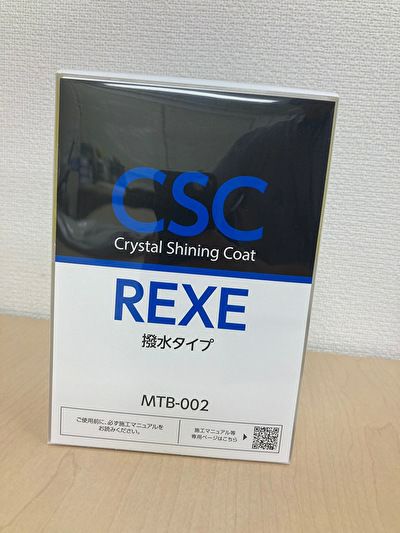 CSC
Crystal Shining Coat
REXE
撥水タイプ
MTB-002
ご使用前に、必ず施工マニュアルを
お読みください。
施工マニュアル等
専用ページはこちら